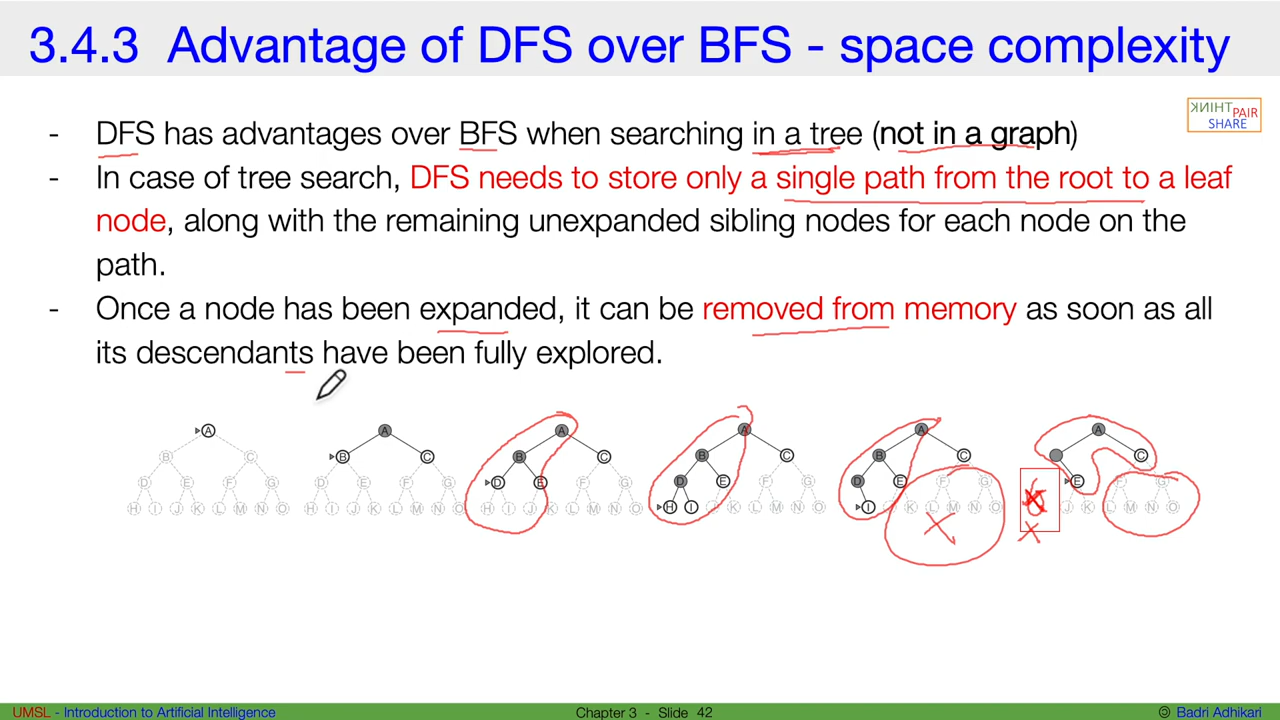 3.4.3 Advantage of DFS over BFS - space complexity
THINK
PAIR
SHARE
- DFS has advantages over BFS when searching in a tree (not in a graph)
- In case of tree search, DFS needs to store only a single path from the root to a leaf
node, along with the remaining unexpanded sibling nodes for each node on the
path.
- Once a node has been expanded, it can be removed from memory as soon as all
its descendants have been fully explored.
A A A A A A
B C B C B C B C B C C
D E F G D E F G D E F G D E F G D E F G E F G
H I J K L M N O H I J K L M N O H I J K L M N O H I J K L M N O I J K L M N O J K L M N O
UMSL - Introduction to Artificial Intelligence
Chapter 3 - Slide 42
Badri Adhikari